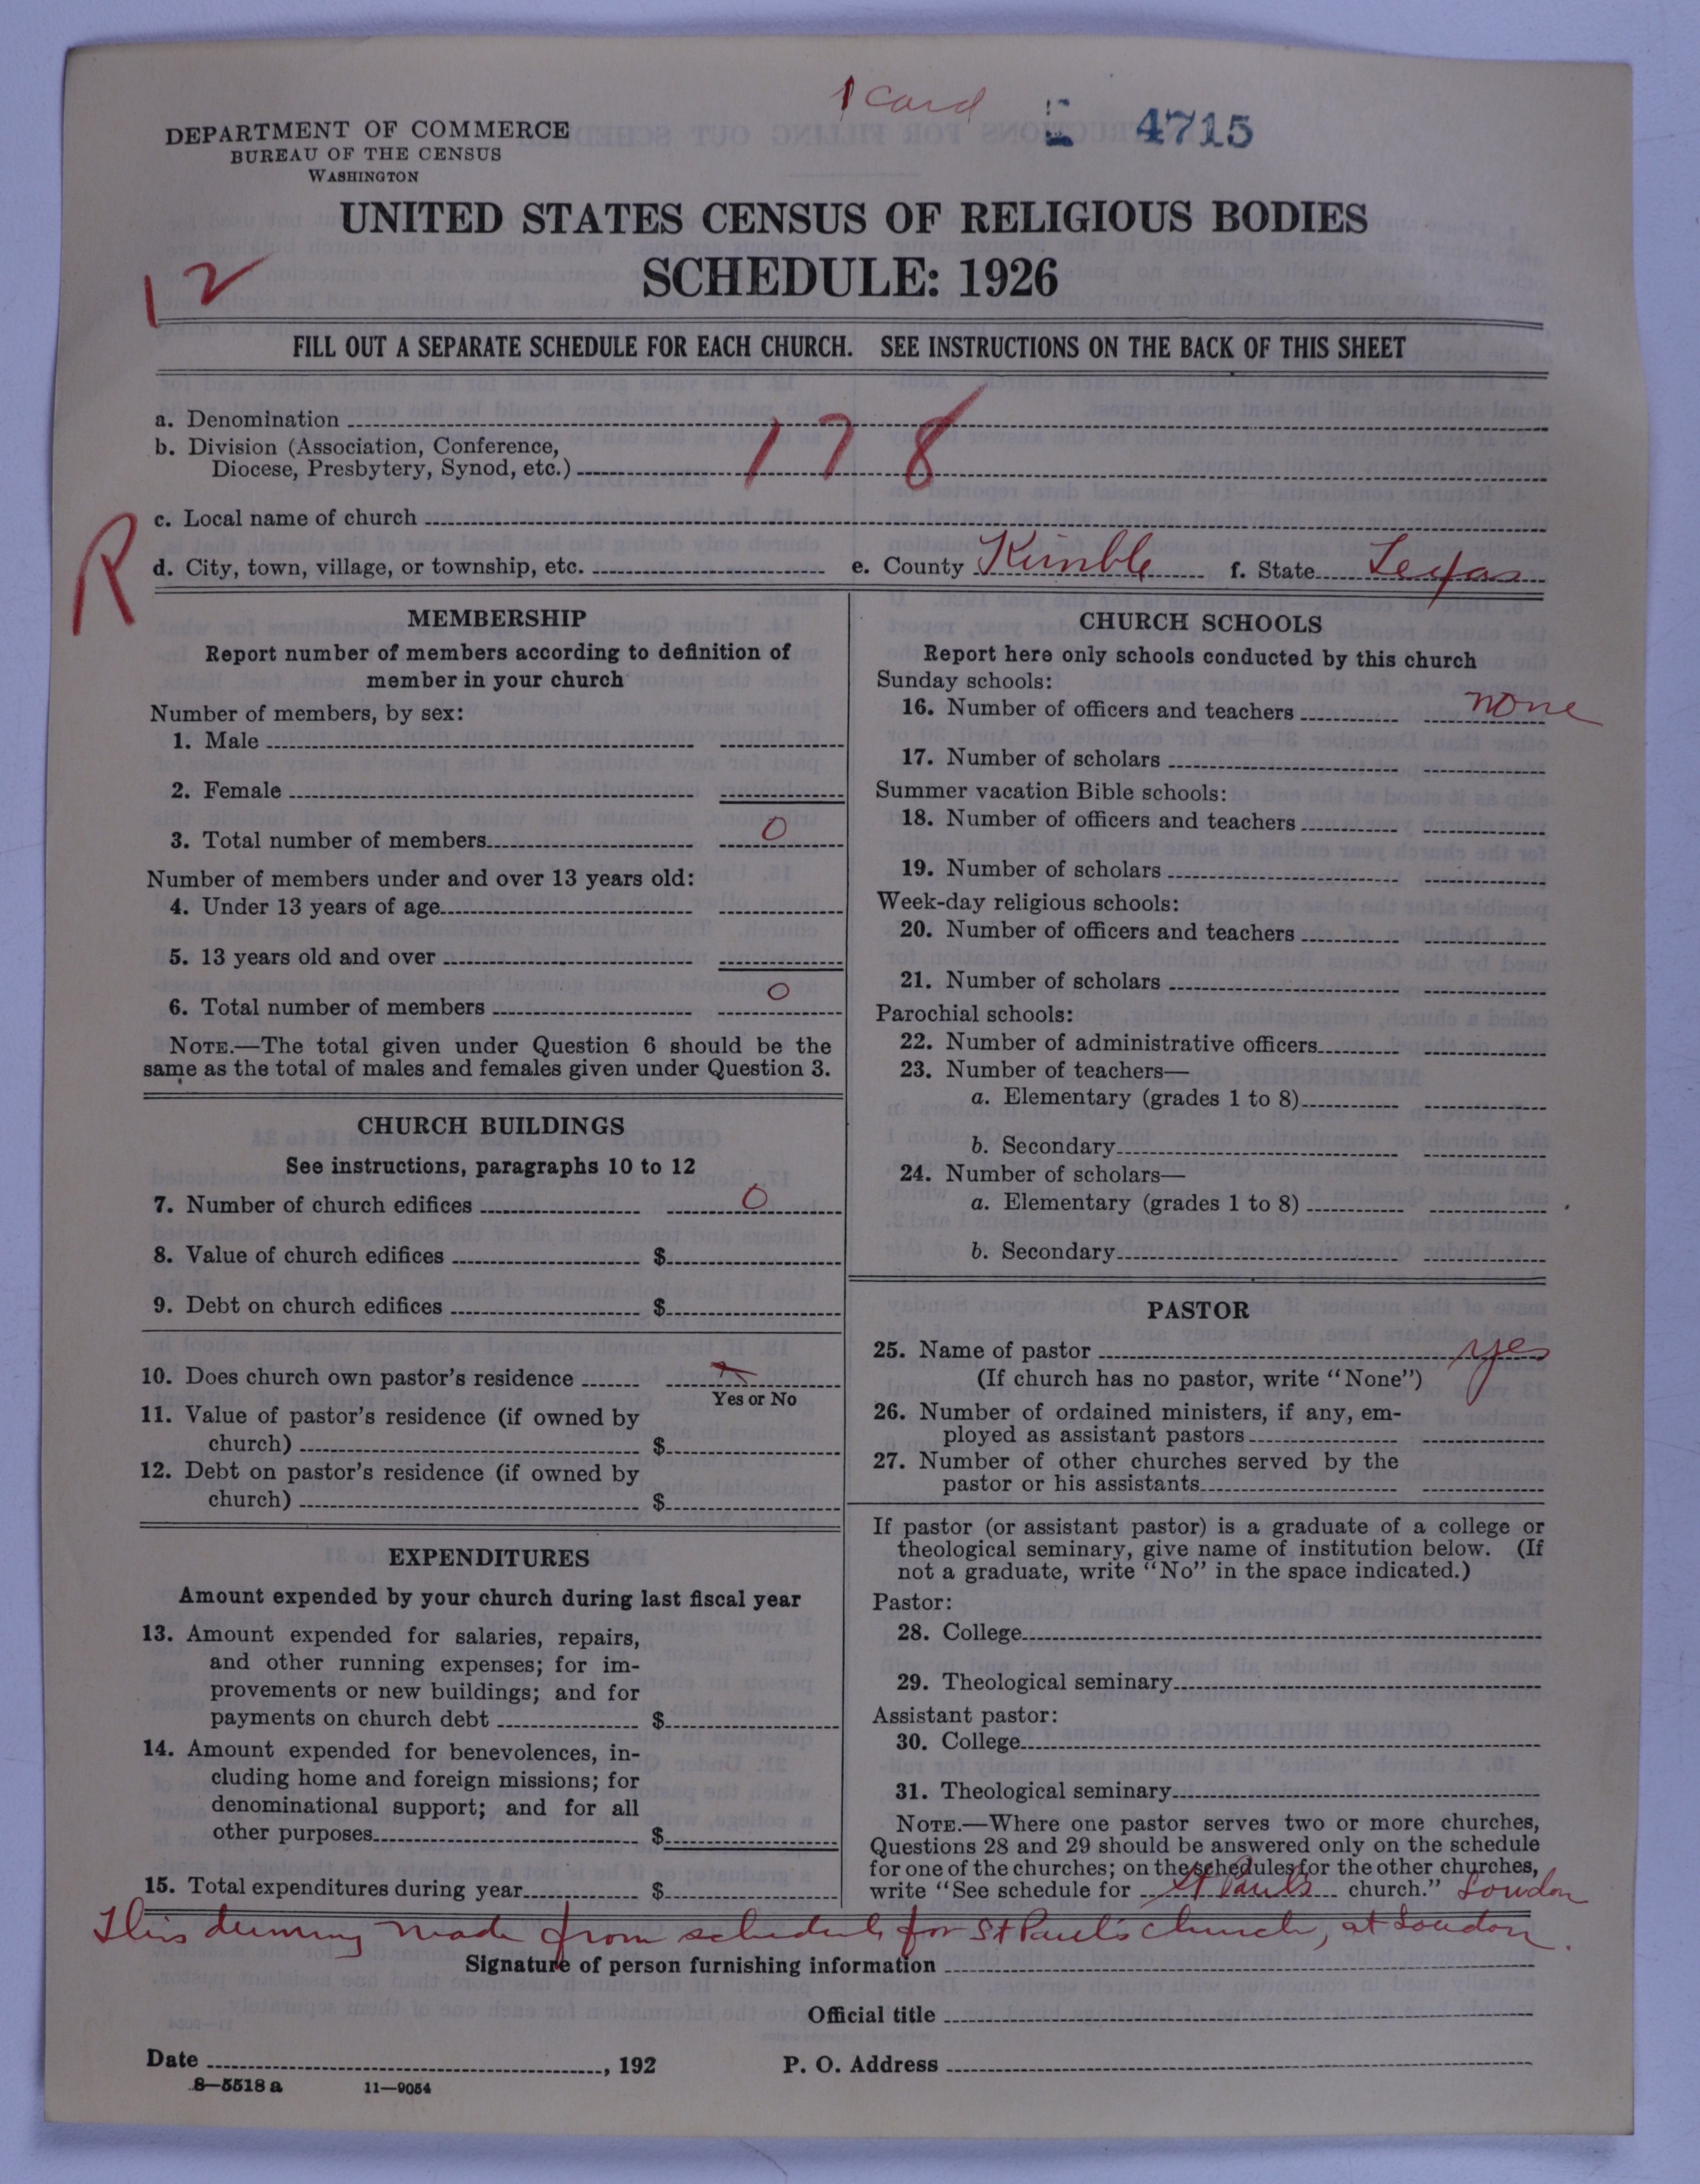 1 Card 4715
DEPARTMENT OF COMMERCE
BUREAU OF THE CENSUS
WASHINGTON
UNITED STATES CENSUS OF RELIGIOUS BODIES
SCHEDULE: 1926
12
FILL OUT A SEPARATE SCHEDULE FOR EACH CHURCH. SEE INSTRUCTIONS ON THE BACK OF THIS SHEET
a. Denomination
b. Division (Association, Conference,
Diocese, Presbytery, Synod, etc.)
178
c. Local name of church
R
d. City, town, village, or township, etc. e. County Kimble f. State Texas
MEMBERSHIP
Report number of members according to definition of
member in your church
Number of members, by sex:
1. Male
2. Female
3. Total number of members 0
Number of members under and over 13 years old:
4. Under 13 years of age
5. 13 years old and over
6. Total number of members 0
NOTE.—The total given under Question 6 should be the
same as the total of males and females given under Question 3.
CHURCH BUILDINGS
See instructions, paragraphs 10 to 12
7. Number of church edifices 0
8. Value of church edifices $
9. Debt on church edifices $
10. Does church own pastor's residence
Yes or No
11. Value of pastor's residence (if owned by
church) $
12. Debt on pastor's residence (if owned by
church) $
EXPENDITURES
Amount expended by your church during last fiscal year
13. Amount expended for salaries, repairs,
and other running expenses; for im-
provements or new buildings; and for
payments on church debt $
14. Amount expended for benevolences, in-
cluding home and foreign missions; for
denominational support; and for all
other purposes $
15. Total expenditures during year $
CHURCH SCHOOLS
Report here only schools conducted by this church
Sunday schools:
16. Number of officers and teachers none
17. Number of scholars
Summer vacation Bible schools:
18. Number of officers and teachers
19. Number of scholars
Week-day religious schools:
20. Number of officers and teachers
21. Number of scholars
Parochial schools:
22. Number of administrative officers
23. Number of teachers—
a. Elementary (grades 1 to 8)
b. Secondary
24. Number of scholars—
a. Elementary (grades 1 to 8)
b. Secondary
PASTOR
25. Name of pastor yes
(If church has no pastor, write "None")
26. Number of ordained ministers, if any, em-
ployed as assistant pastors
27. Number of other churches served by the
pastor or his assistants
If pastor (or assistant pastor) is a graduate of a college or
theological seminary, give name of institution below. (If
not a graduate, write "No" in the space indicated.)
Pastor:
28. College
29. Theological seminary
Assistant pastor:
30. College
31. Theological seminary
NOTE.—Where one pastor serves two or more churches,
Questions 28 and 29 should be answered only on the schedule
for one of the churches; on the schedules for the other churches,
write "See schedule for St Pauls church." Loudon
This dummy made from schedule for St Paul's church, at Loudon.
Signature of person furnishing information
Official title
Date , 192 P. O. Address
8—5518 a 11—9054